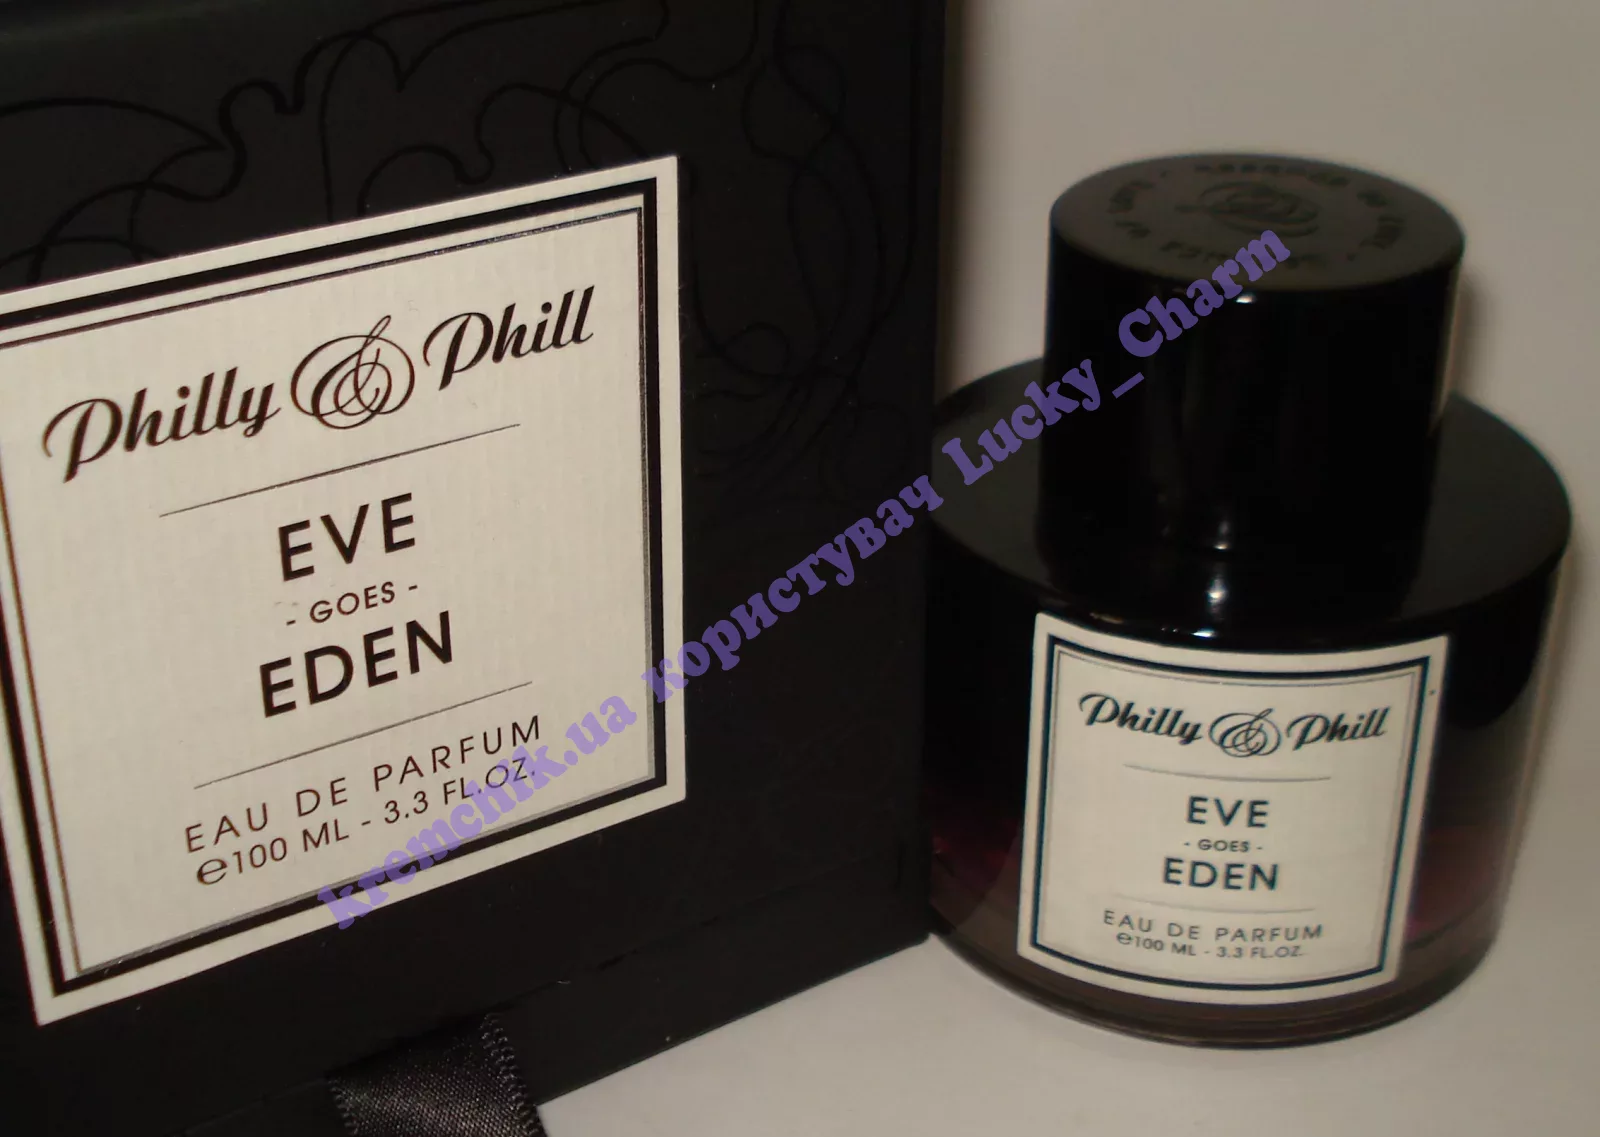 Philly & Phill
EVE
- GOES -
EDEN
EAU DE PARFUM
℮100 ML - 3.3 FL.OZ.
Philly & Phill
EVE
- GOES -
EDEN
EAU DE PARFUM
℮100 ML - 3.3 FL.OZ.
kremchik.ua користувач Lucky_Charm